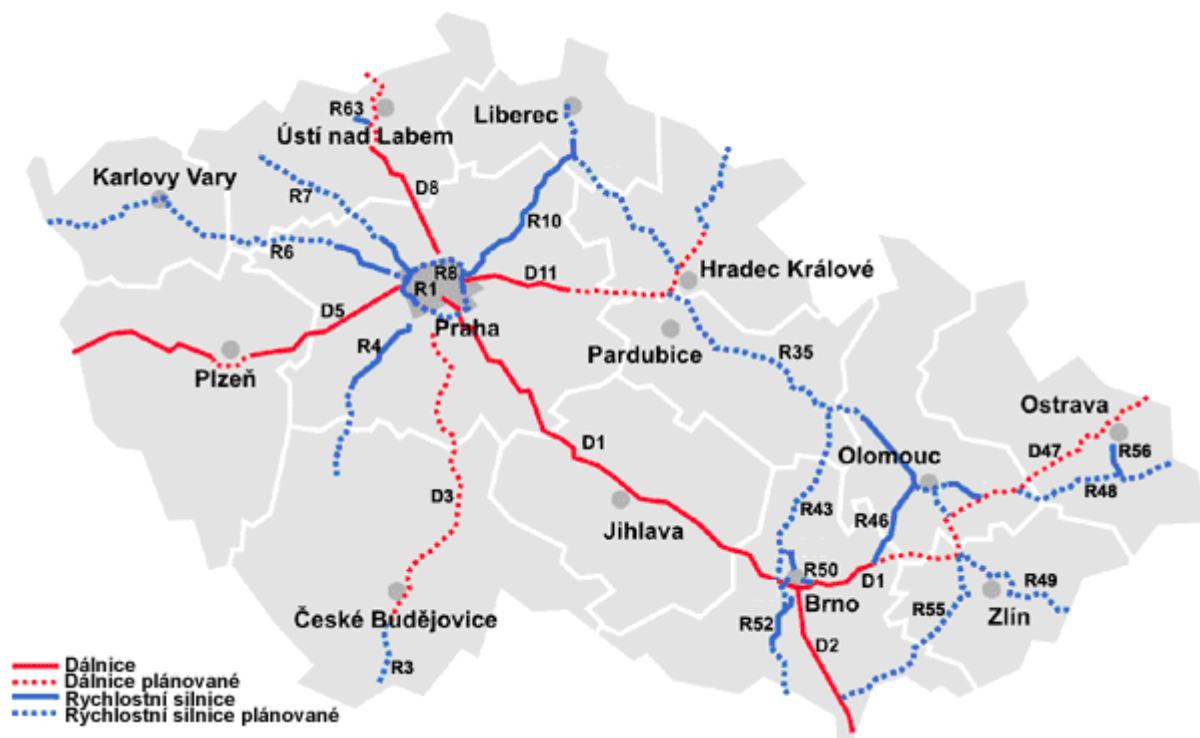 R63
Liberec
Ústí nad Labem
Karlovy Vary
R7
D8
R10
R6
R8
D11
Hradec Králové
R1
D5
Praha
R4
Pardubice
R35
Plzeň
Ostrava
D1
D47
R56
Olomouc
R48
D3
R43
R46
Jihlava
R50
D1
R49
Brno
R55
Zlín
České Budějovice
R52
D2
R3
Dálnice
Dálnice plánované
Rychlostní silnice
Rychlostní silnice plánované